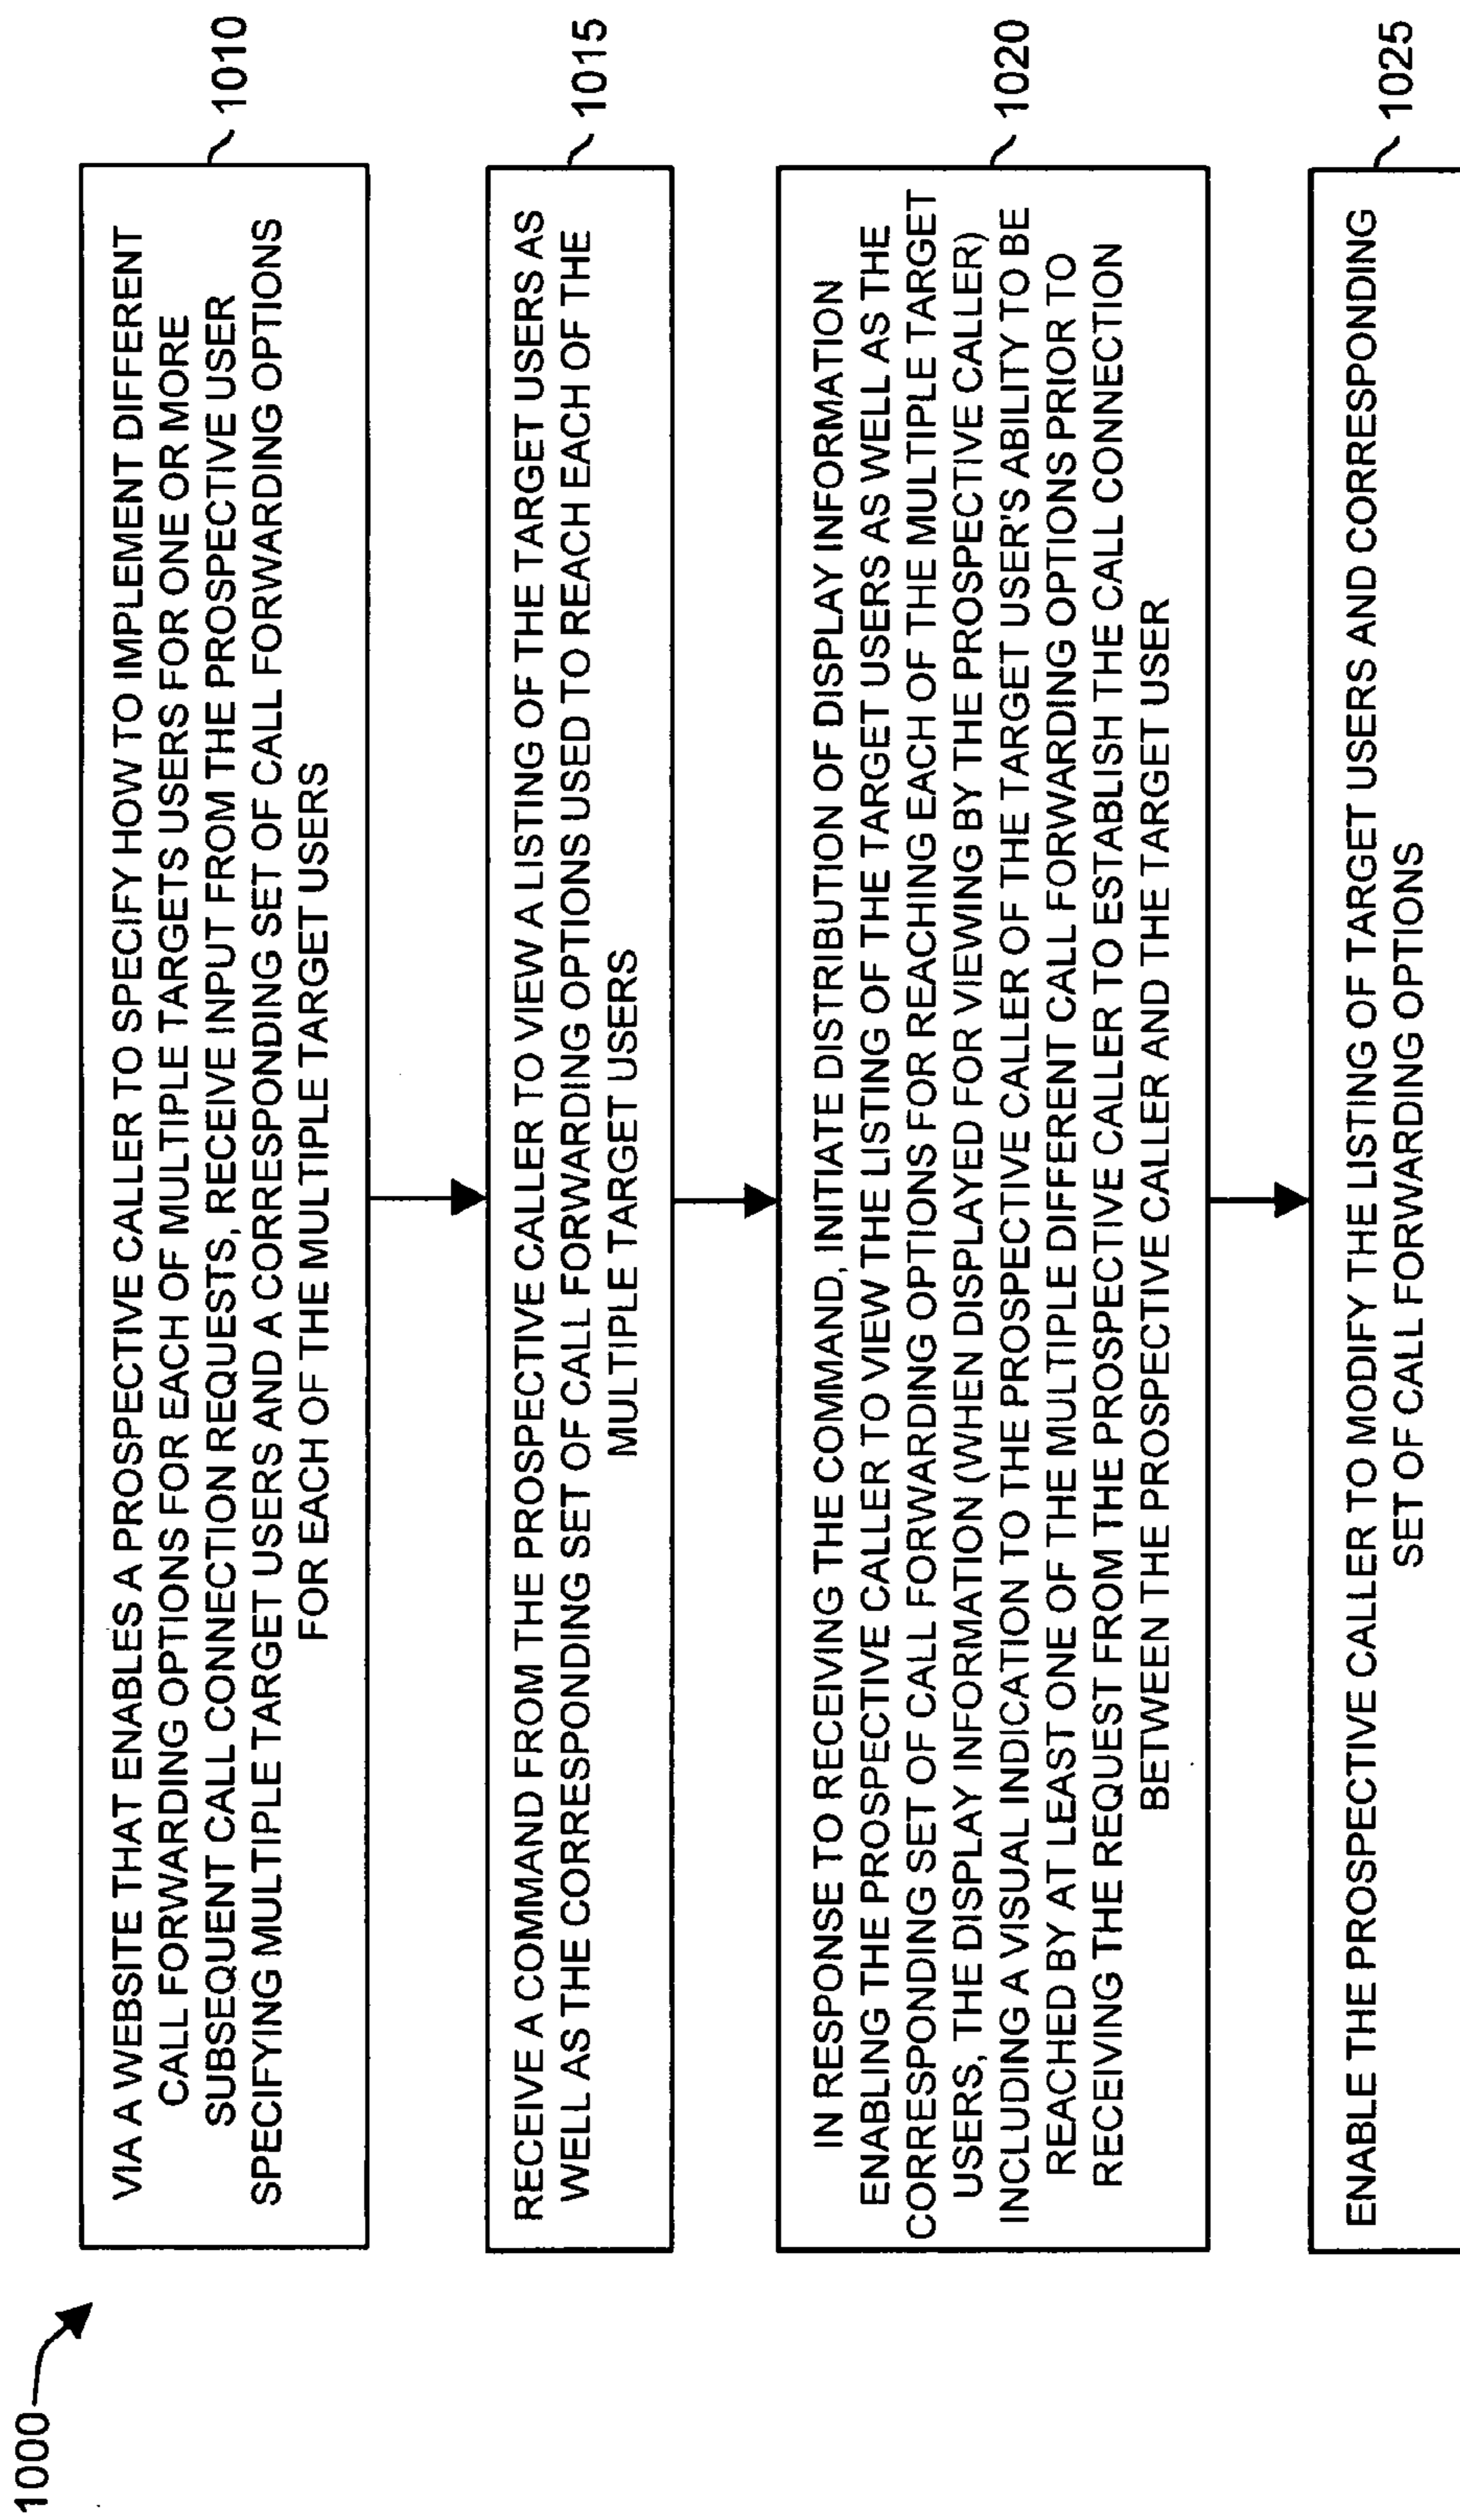 1000
VIA A WEBSITE THAT ENABLES A PROSPECTIVE CALLER TO SPECIFY HOW TO IMPLEMENT DIFFERENT
CALL FORWARDING OPTIONS FOR EACH OF MULTIPLE TARGETS USERS FOR ONE OR MORE
SUBSEQUENT CALL CONNECTION REQUESTS, RECEIVE INPUT FROM THE PROSPECTIVE USER
SPECIFYING MULTIPLE TARGET USERS AND A CORRESPONDING SET OF CALL FORWARDING OPTIONS
FOR EACH OF THE MULTIPLE TARGET USERS
1010
RECEIVE A COMMAND FROM THE PROSPECTIVE CALLER TO VIEW A LISTING OF THE TARGET USERS AS
WELL AS THE CORRESPONDING SET OF CALL FORWARDING OPTIONS USED TO REACH EACH OF THE
MULTIPLE TARGET USERS
1015
IN RESPONSE TO RECEIVING THE COMMAND, INITIATE DISTRIBUTION OF DISPLAY INFORMATION
ENABLING THE PROSPECTIVE CALLER TO VIEW THE LISTING OF THE TARGET USERS AS WELL AS THE
CORRESPONDING SET OF CALL FORWARDING OPTIONS FOR REACHING EACH OF THE MULTIPLE TARGET
USERS, THE DISPLAY INFORMATION (WHEN DISPLAYED FOR VIEWING BY THE PROSPECTIVE CALLER)
INCLUDING A VISUAL INDICATION TO THE PROSPECTIVE CALLER OF THE TARGET USER'S ABILITY TO BE
REACHED BY AT LEAST ONE OF THE MULTIPLE DIFFERENT CALL FORWARDING OPTIONS PRIOR TO
RECEIVING THE REQUEST FROM THE PROSPECTIVE CALLER TO ESTABLISH THE CALL CONNECTION
BETWEEN THE PROSPECTIVE CALLER AND THE TARGET USER
1020
ENABLE THE PROSPECTIVE CALLER TO MODIFY THE LISTING OF TARGET USERS AND CORRESPONDING
SET OF CALL FORWARDING OPTIONS
1025